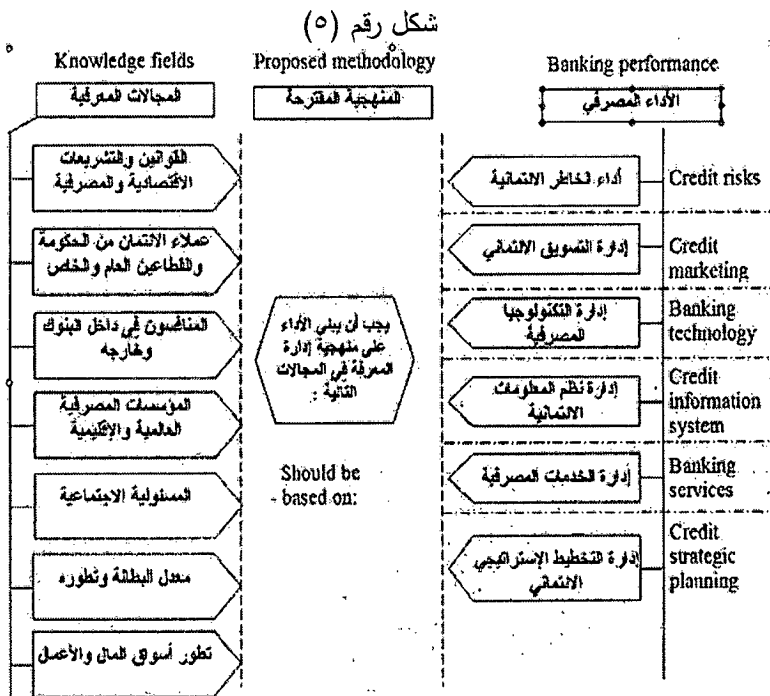 شكل رقم (٥)
Knowledge fields
Proposed methodology
Banking performance
المجالات المعرفية
المنهجية المقترحة
الأداء المصرفي
القوانين والتشريعات
الاقتصادية والمصرفية
عملاء الائتمان من الحكومة
والقطاعين العام والخاص
المنافسون في داخل البنوك
وخارجه
المؤسسات المصرفية
العالمية والإقليمية
المسئولية الاجتماعية
معدل البطالة وتطوره
تطور أسواق المال والأعمال
يجب أن يبنى الأداء
على منهجية إدارة
المعرفة في المجالات
التالية :
Should be
based on:
أداء المخاطر الائتمانية
Credit risks
إدارة التسويق الائتماني
Credit
marketing
إدارة التكنولوجيا
المصرفية
Banking
technology
إدارة نظم المعلومات
الائتمانية
Credit
information
system
إدارة الخدمات المصرفية
Banking
services
إدارة التخطيط الإستراتيجي
الائتماني
Credit
strategic
planning